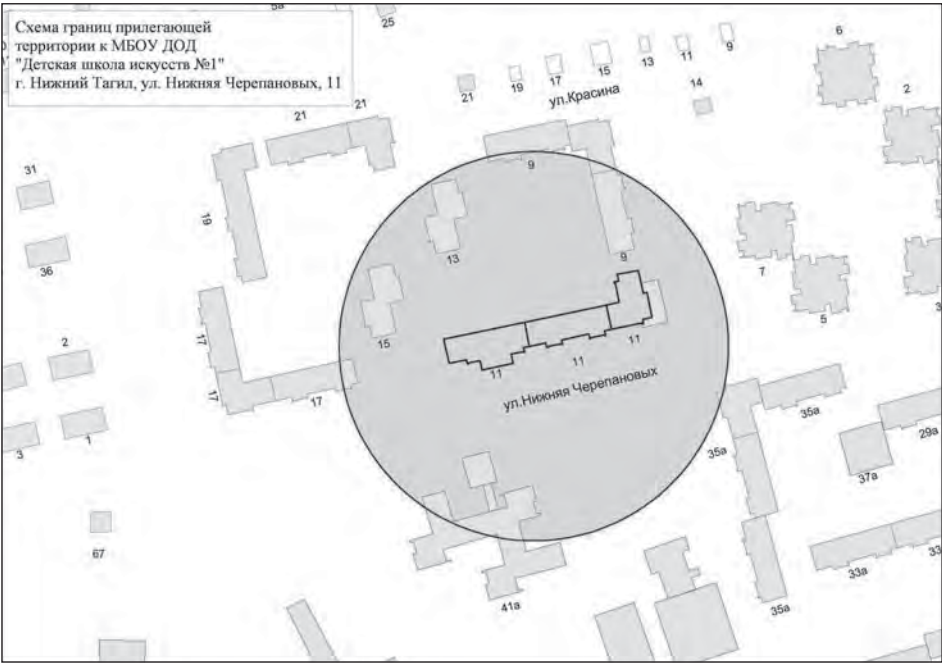 Схема границ прилегающей
территории к МБОУ ДОД
"Детская школа искусств №1"
г. Нижний Тагил, ул. Нижняя Черепановых, 11
5а
25
6
9
11
13
15
17
19
21
ул.Красина
14
2
21
21
31
9
19
36
13
9
7
5
3
15
17
2
11
11
11
ул.Нижняя Черепановых
17
17
3
1
35а
35а
29а
37а
67
33
33а
41а
35а